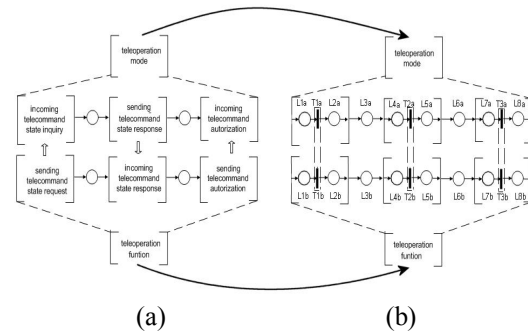 teleoperation
mode
incoming
telecommand
state inquiry
sending
telecommand
state response
incoming
telecommand
autorization
sending
telecommand
state request
incoming
telecommand
state response
sending
telecommand
autorization
teleoperation
funtion
(a)
teleoperation
mode
L1a T1a L2a L3a L4a T2a L5a L6a L7a T3a L8a
L1b T1b L2b L3b L4b T2b L5b L6b L7b T3b L8b
teleoperation
funtion
(b)